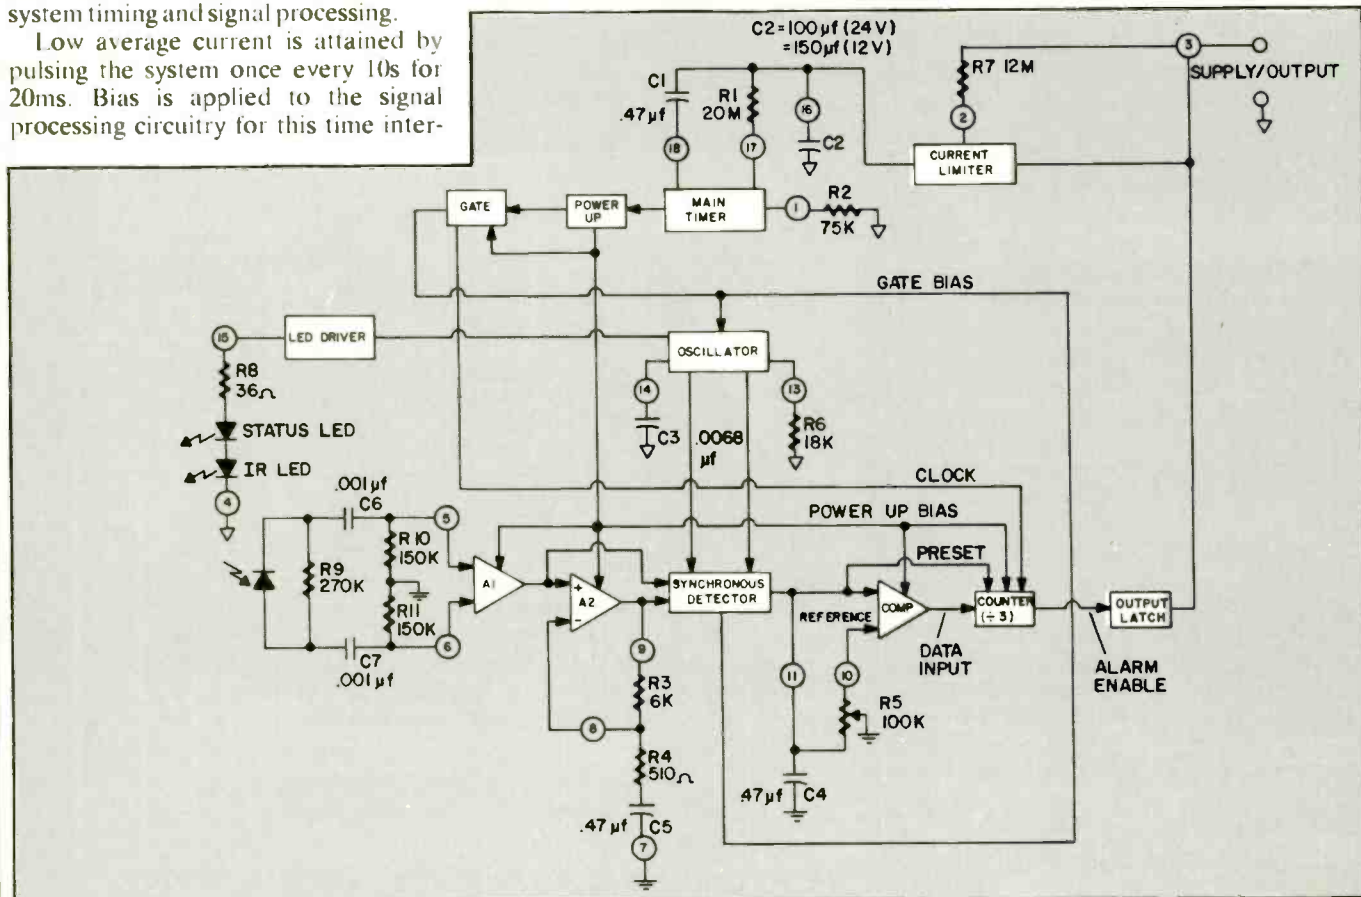 system timing and signal processing.
Low average current is attained by
pulsing the system once every 10s for
20ms. Bias is applied to the signal
processing circuitry for this time inter-
C2=100µf (24V)
=150µf (12V)
3
SUPPLY/OUTPUT
R7 12M
2
CURRENT
LIMITER
C1
.47µf
R1
20M
16
C2
18
17
GATE
POWER
UP
MAIN
TIMER
1
R2
75K
GATE BIAS
15
LED DRIVER
OSCILLATOR
R8
36Ω
14
13
C3
.0068
µf
R6
18K
STATUS LED
IR LED
4
CLOCK
POWER UP BIAS
PRESET
.001µf
C6
5
R10
150K
R9
270K
R11
150K
6
C7
.001µf
A1
+
A2
-
SYNCHRONOUS
DETECTOR
REFERENCE
COMP
COUNTER
(÷3)
OUTPUT
LATCH
DATA
INPUT
ALARM
ENABLE
9
R3
6K
8
R4
510Ω
.47µf
C5
7
11
10
R5
100K
.47µf
C4